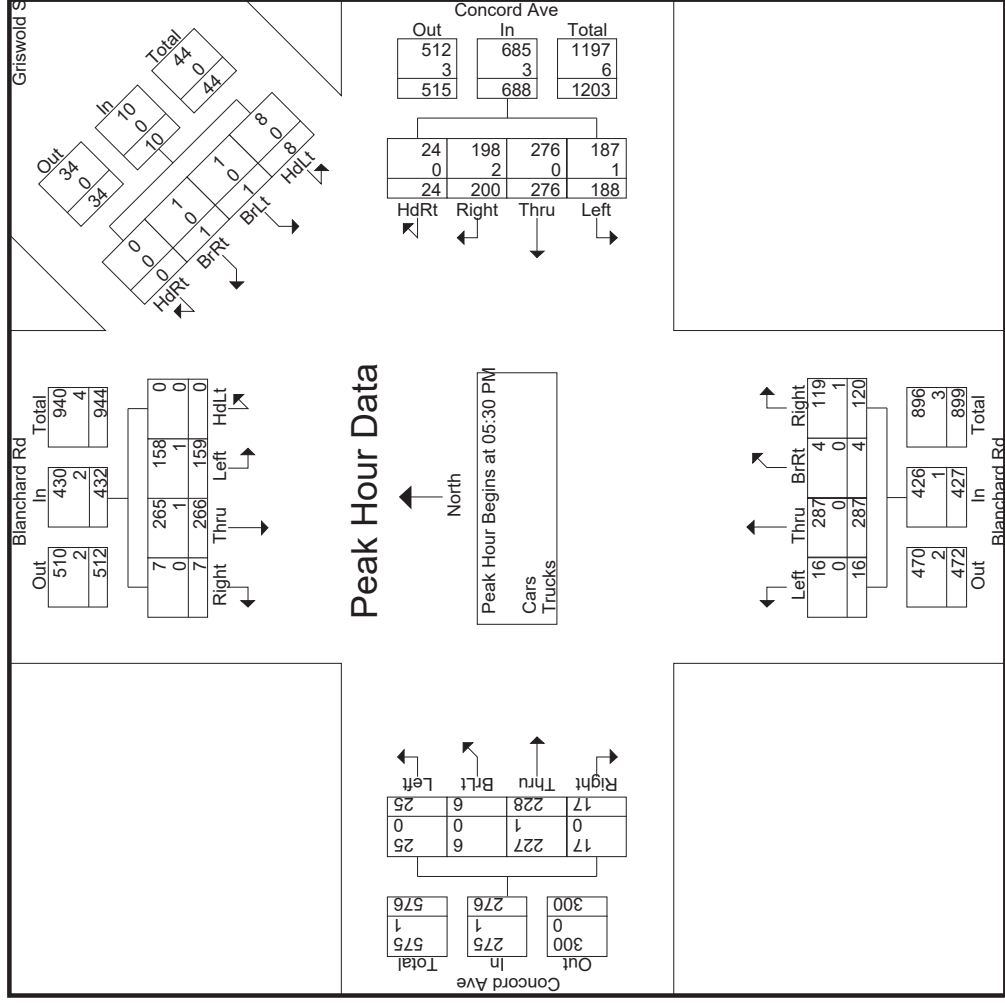 Griswold S
Out
In
Total
34
10
44
0
0
0
34
10
44
0
1
1
8
0
0
0
0
0
1
1
8
HdRt
BrRt
BrLt
HdLt
Concord Ave
Out In Total
512 685 1197
3 3 6
515 688 1203
24 198 276 187
0 2 0 1
24 200 276 188
HdRt Right Thru Left
Blanchard Rd
Out In Total
510 430 940
2 2 4
512 432 944
7 265 158 0
0 1 1 0
7 266 159 0
Right Thru Left HdLt
Peak Hour Data
North
Peak Hour Begins at 05:30 PM
Cars
Trucks
Left Thru BrRt Right
16 287 4 119
0 0 0 1
16 287 4 120
470 426 896
2 1 3
472 427 899
Out In Total
Blanchard Rd
Concord Ave
Out In Total
300 275 575
0 1 1
300 276 576
17 227 6 25
0 1 0 0
17 228 6 25
Right Thru BrLt Left